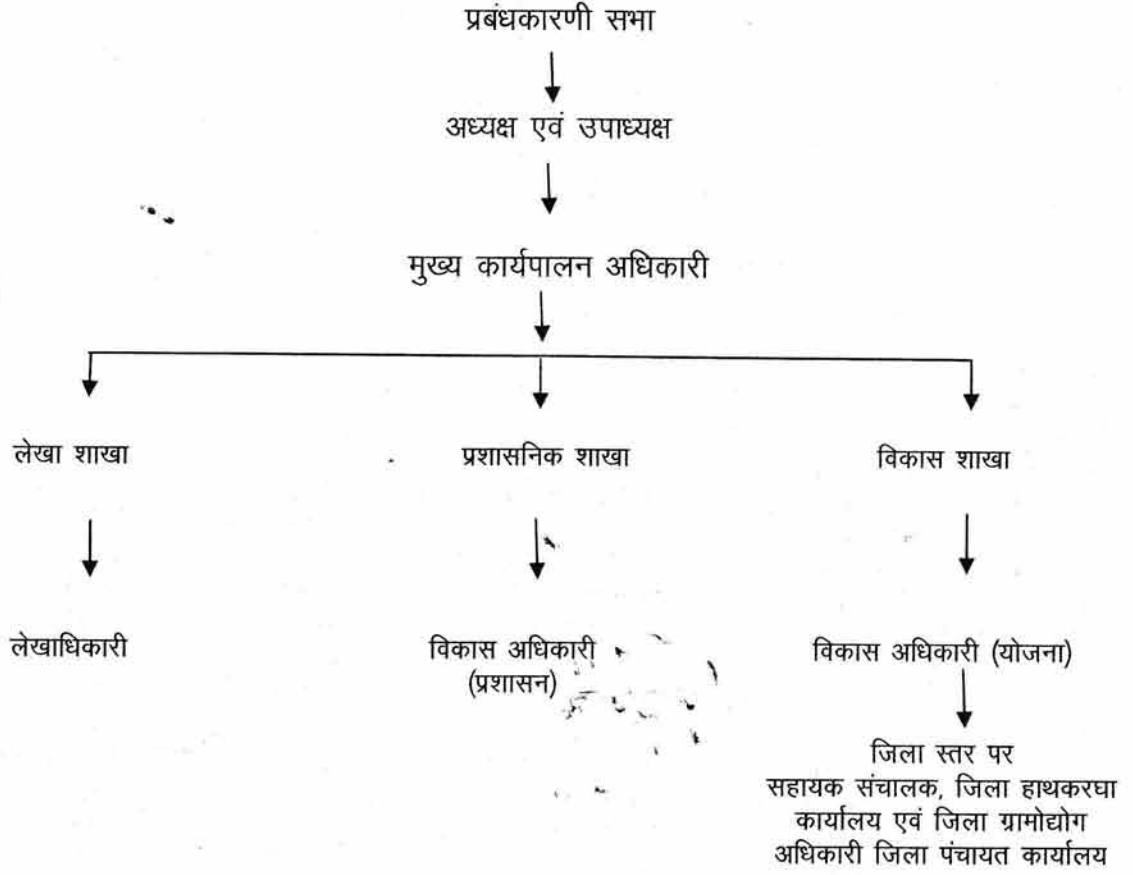 प्रबंधकारणी सभा
अध्यक्ष एवं उपाध्यक्ष
मुख्य कार्यपालन अधिकारी
लेखा शाखा
प्रशासनिक शाखा
विकास शाखा
लेखाधिकारी
विकास अधिकारी
(प्रशासन)
विकास अधिकारी (योजना)
जिला स्तर पर
सहायक संचालक, जिला हाथकरघा
कार्यालय एवं जिला ग्रामोद्योग
अधिकारी जिला पंचायत कार्यालय